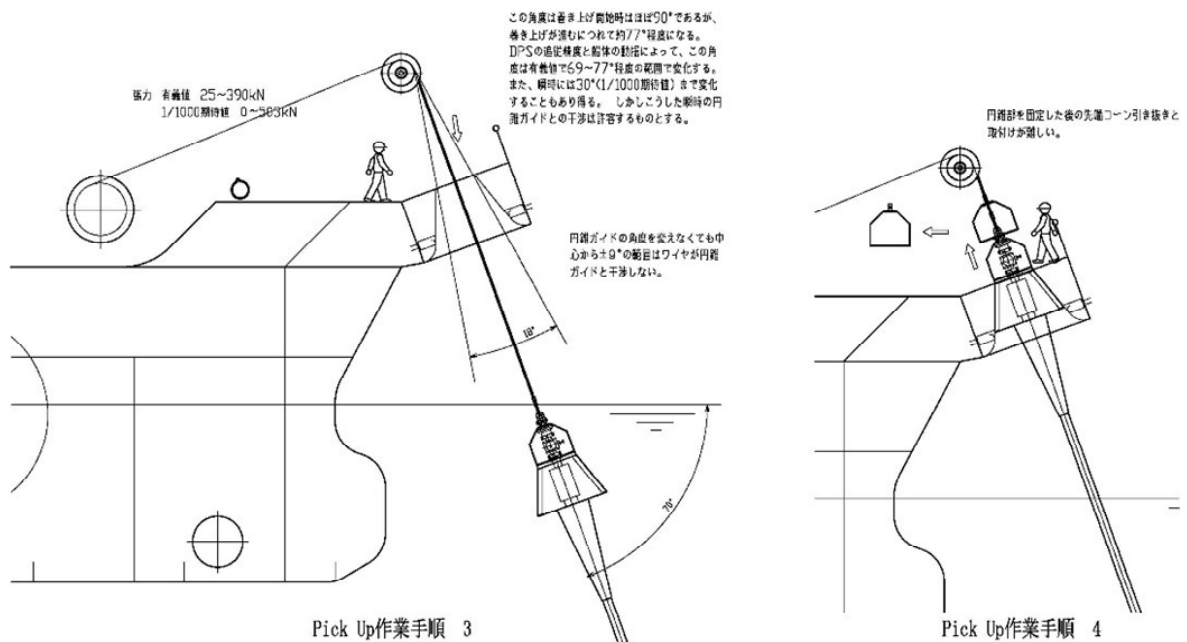 この角度は巻き上げ開始時はほぼ90°であるが、
巻き上げが進むにつれて約77°程度になる。
DPSの追従精度と船体の動揺によって、この角
度は有義値で69～77°程度の範囲で変化する。
また、瞬時には30°(1/1000期待値)まで変化
することもあり得る。 しかしこうした瞬時の円
錐ガイドとの干渉は許容するものとする。
張力 有義値 25～390kN
1/1000期待値 0～503kN
円錐ガイドの角度を変えなくても中
心から±9°の範囲はワイヤが円錐
ガイドと干渉しない。
18°
70°
Pick Up作業手順 3
円錐部を固定した後の先端コーン引き抜きと
取付けが難しい。
Pick Up作業手順 4